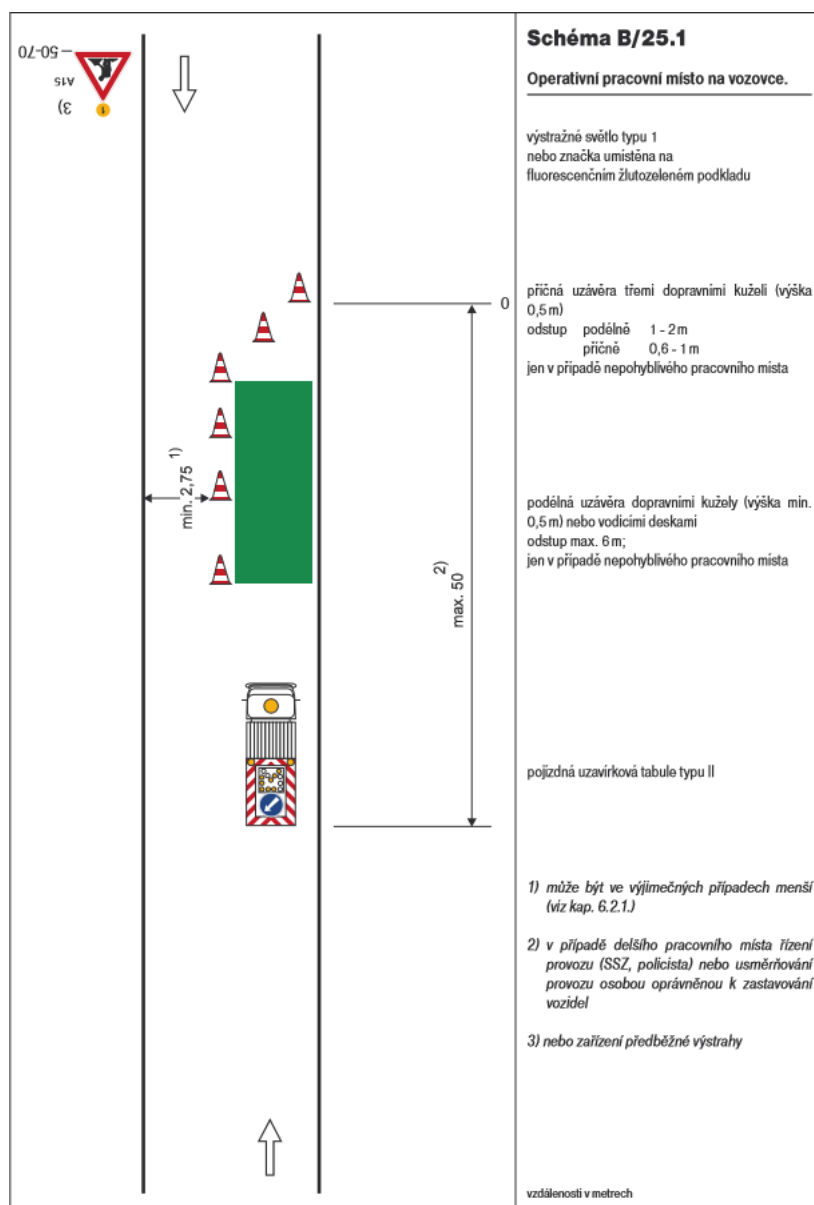 Schéma B/25.1
Operativní pracovní místo na vozovce.
50-70
A15
3)
1
výstražné světlo typu 1
nebo značka umístěna na
fluorescenčním žlutozeleném podkladu
0
příčná uzávěra třemi dopravními kuželi (výška
0,5 m)
odstup podélně 1 - 2 m
příčně 0,6 - 1 m
jen v případě nepohyblivého pracovního místa
min. 2,75 1)
max. 50 2)
podélná uzávěra dopravními kužely (výška min.
0,5 m) nebo vodicími deskami
odstup max. 6 m;
jen v případě nepohyblivého pracovního místa
pojízdná uzavírková tabule typu II
1) může být ve výjimečných případech menší
(viz kap. 6.2.1.)
2) v případě delšího pracovního místa řízení
provozu (SSZ, policista) nebo usměrňování
provozu osobou oprávněnou k zastavování
vozidel
3) nebo zařízení předběžné výstrahy
vzdálenosti v metrech